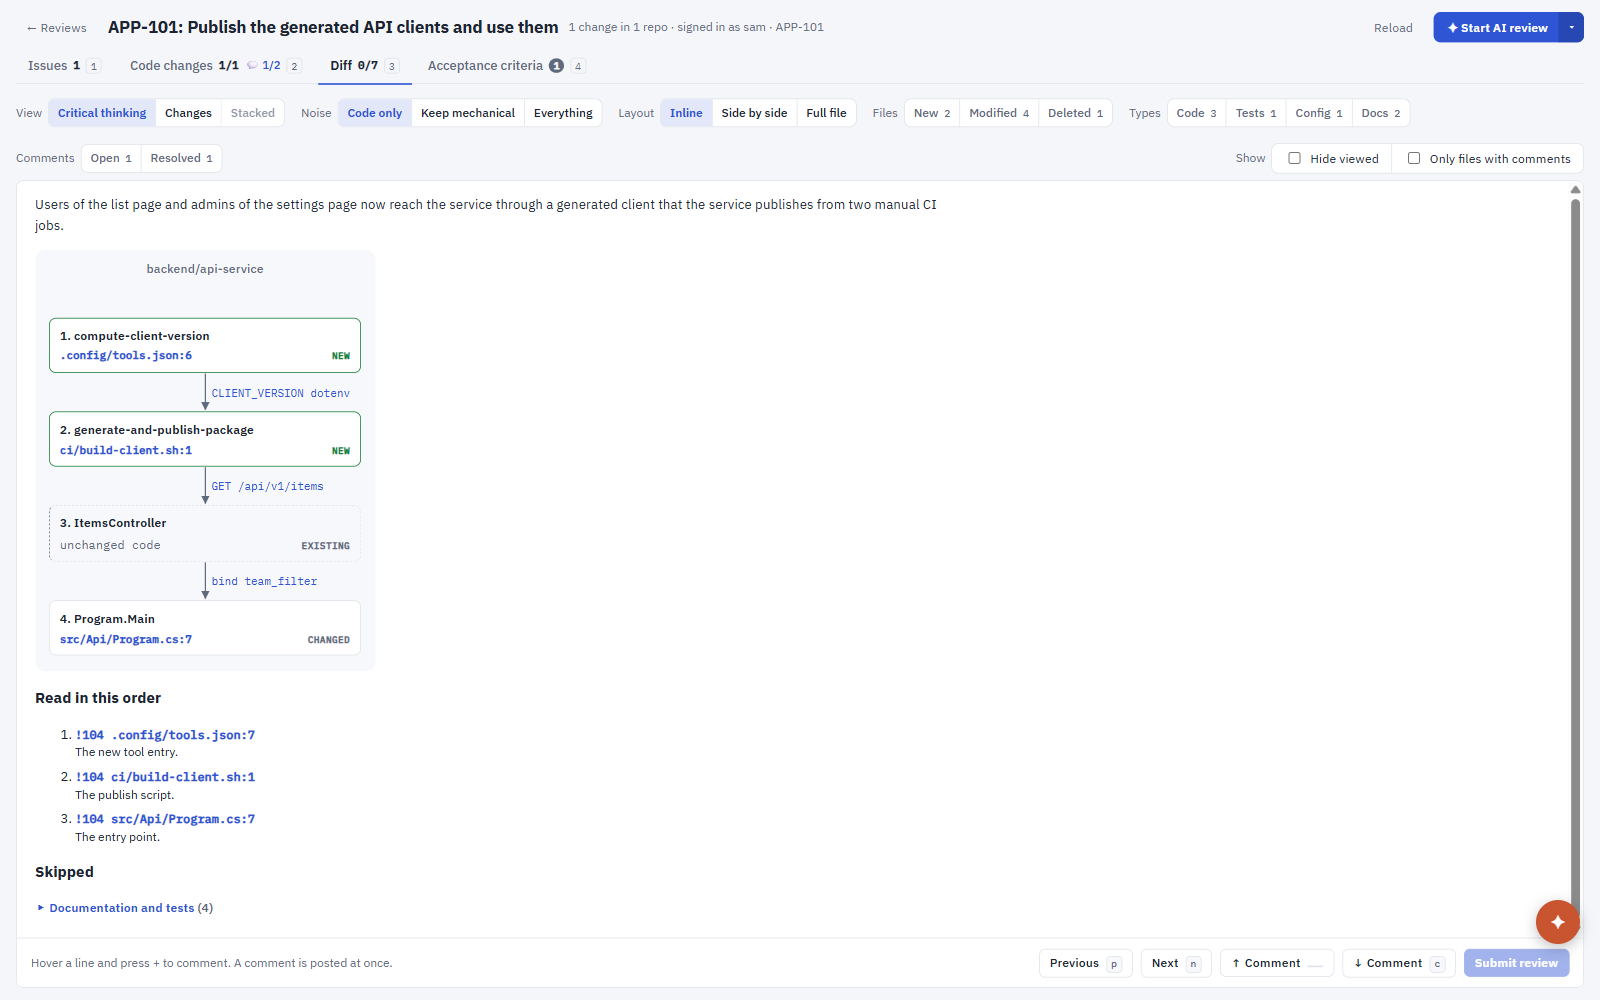 ← Reviews
APP-101: Publish the generated API clients and use them
1 change in 1 repo · signed in as sam · APP-101
Reload
✦ Start AI review
Issues 1 1
Code changes 1/1 1/2 2
Diff 0/7 3
Acceptance criteria 1 4
View Critical thinking Changes Stacked
Noise Code only Keep mechanical Everything
Layout Inline Side by side Full file
Files New 2 Modified 4 Deleted 1
Types Code 3 Tests 1 Config 1 Docs 2
Comments Open 1 Resolved 1
Show Hide viewed Only files with comments
Users of the list page and admins of the settings page now reach the service through a generated client that the service publishes from two manual CI
jobs.
backend/api-service
1. compute-client-version
.config/tools.json:6 NEW
CLIENT_VERSION dotenv
2. generate-and-publish-package
ci/build-client.sh:1 NEW
GET /api/v1/items
3. ItemsController
unchanged code EXISTING
bind team_filter
4. Program.Main
src/Api/Program.cs:7 CHANGED
Read in this order
1. !104 .config/tools.json:7
The new tool entry.
2. !104 ci/build-client.sh:1
The publish script.
3. !104 src/Api/Program.cs:7
The entry point.
Skipped
▸ Documentation and tests (4)
Hover a line and press + to comment. A comment is posted at once.
Previous p
Next n
↑ Comment
↓ Comment c
Submit review